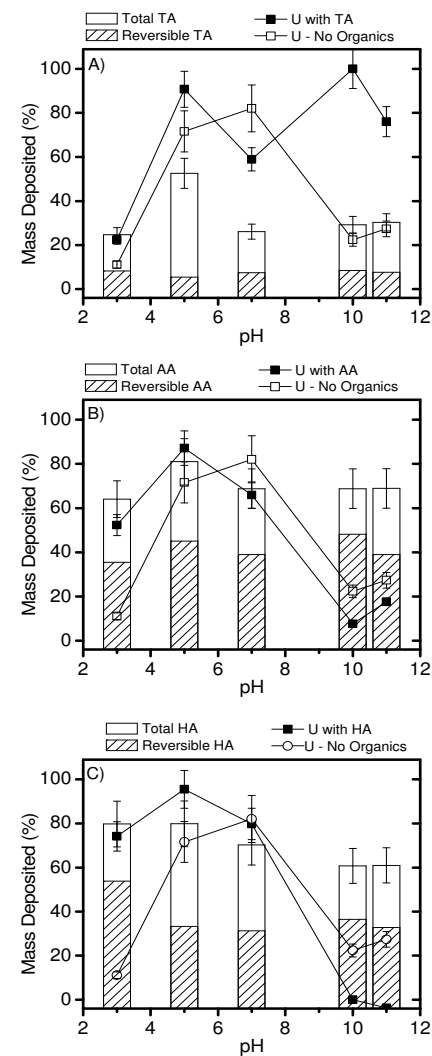 Total TA U with TA
Reversible TA U - No Organics
A)
100
80
60
40
20
0
Mass Deposited (%)
2 4 6 8 10 12
pH
Total AA U with AA
Reversible AA U - No Organics
B)
100
80
60
40
20
0
Mass Deposited (%)
2 4 6 8 10 12
pH
Total HA U with HA
Reversible HA U - No Organics
C)
100
80
60
40
20
0
Mass Deposited (%)
2 4 6 8 10 12
pH